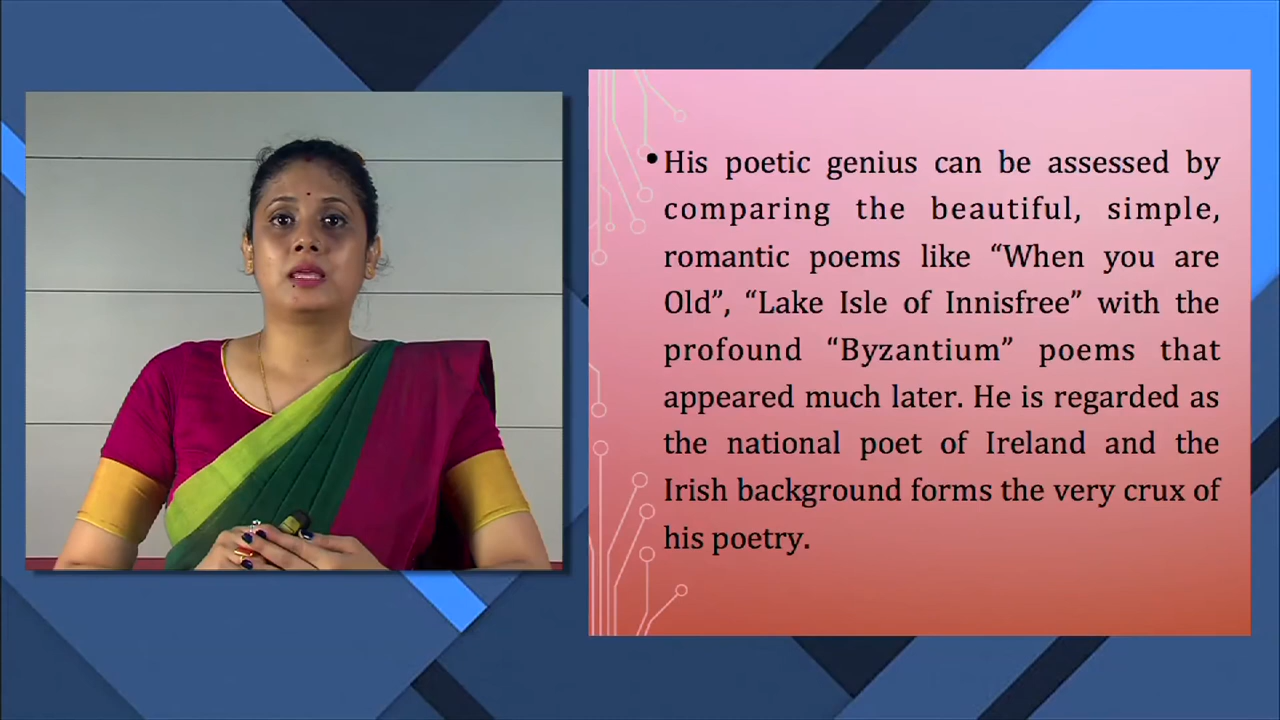 •His poetic genius can be assessed by
comparing the beautiful, simple,
romantic poems like “When you are
Old”, “Lake Isle of Innisfree” with the
profound “Byzantium” poems that
appeared much later. He is regarded as
the national poet of Ireland and the
Irish background forms the very crux of
his poetry.